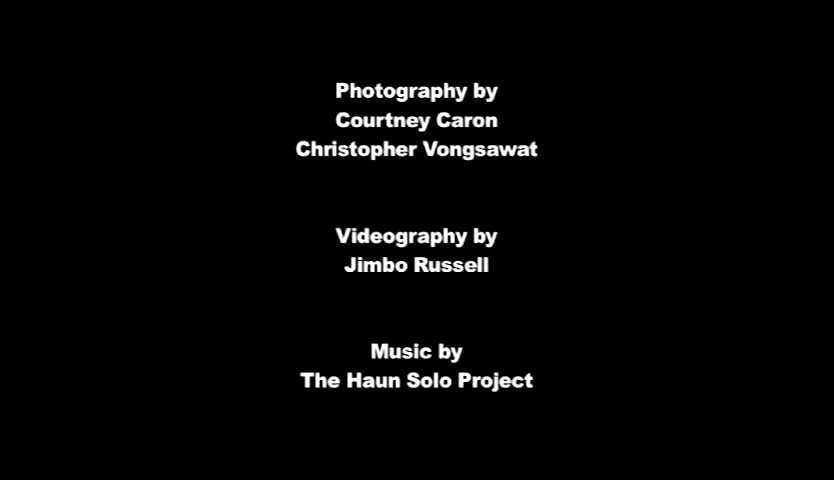 Photography by
Courtney Caron
Christopher Vongsawat
Videography by
Jimbo Russell
Music by
The Haun Solo Project